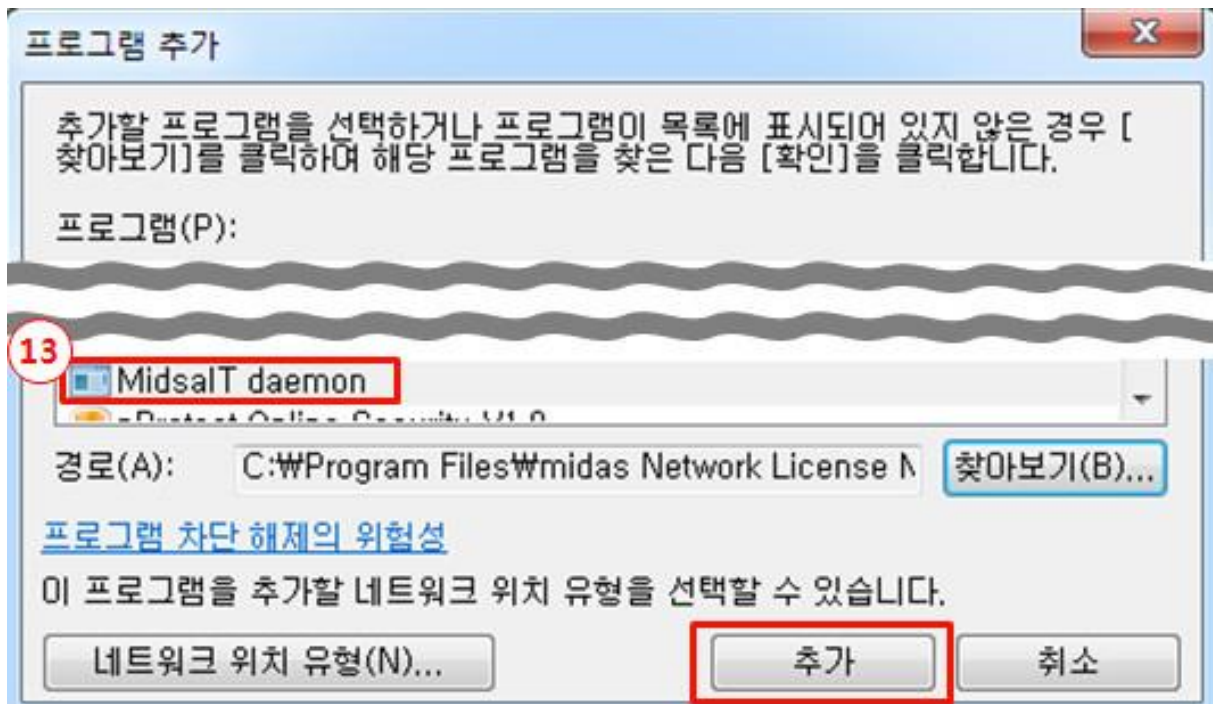 프로그램 추가
추가할 프로그램을 선택하거나 프로그램이 목록에 표시되어 있지 않은 경우 [
찾아보기]를 클릭하여 해당 프로그램을 찾은 다음 [확인]을 클릭합니다.
프로그램(P):
13
MidsaIT daemon
경로(A): C:₩Program Files₩midas Network License 찾아보기(B)...
프로그램 차단 해제의 위험성
이 프로그램을 추가할 네트워크 위치 유형을 선택할 수 있습니다.
네트워크 위치 유형(N)... 추가 취소